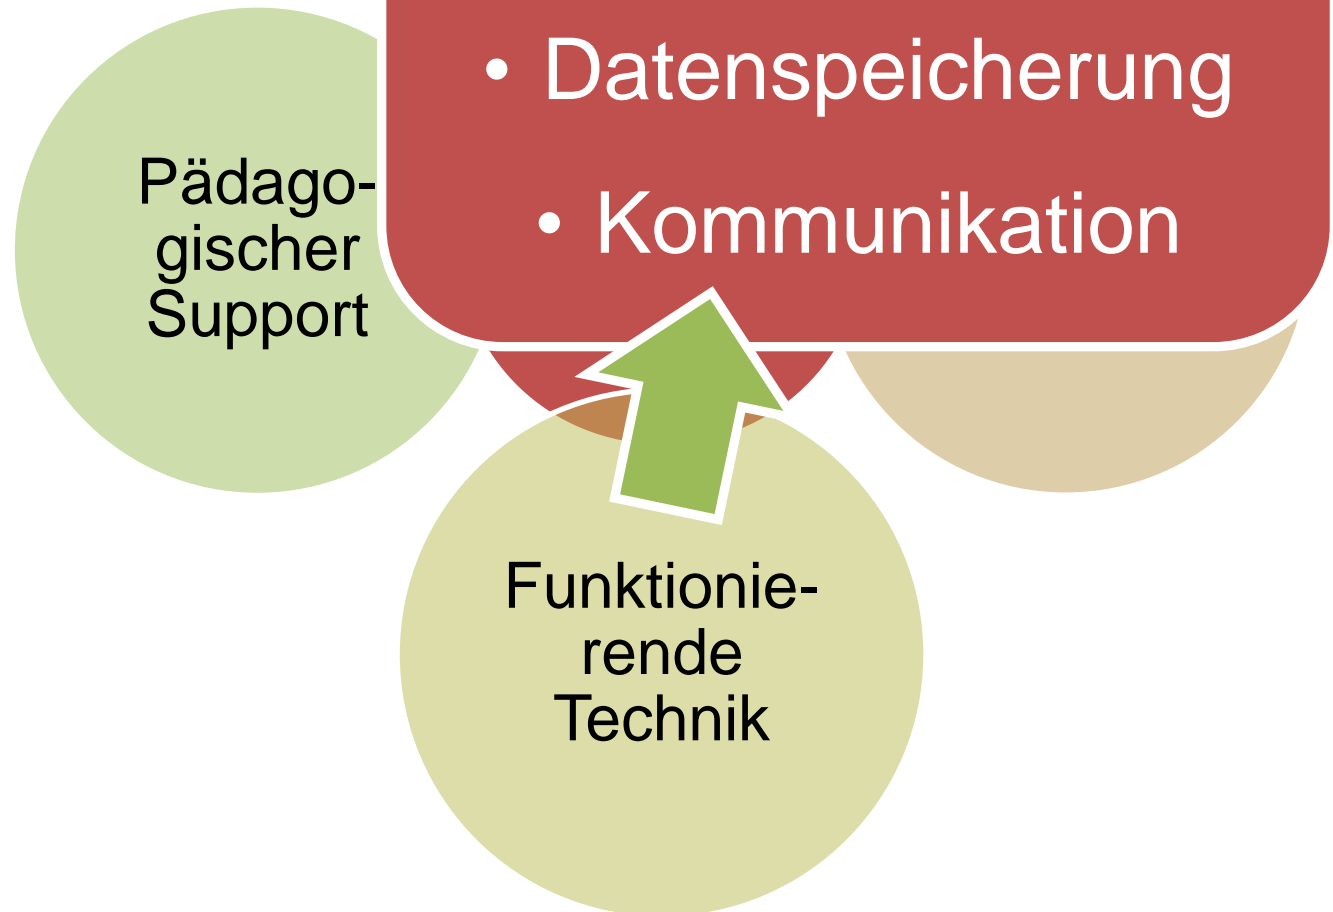 • Datenspeicherung
• Kommunikation
Pädago-
gischer
Support
Funktionie-
rende
Technik